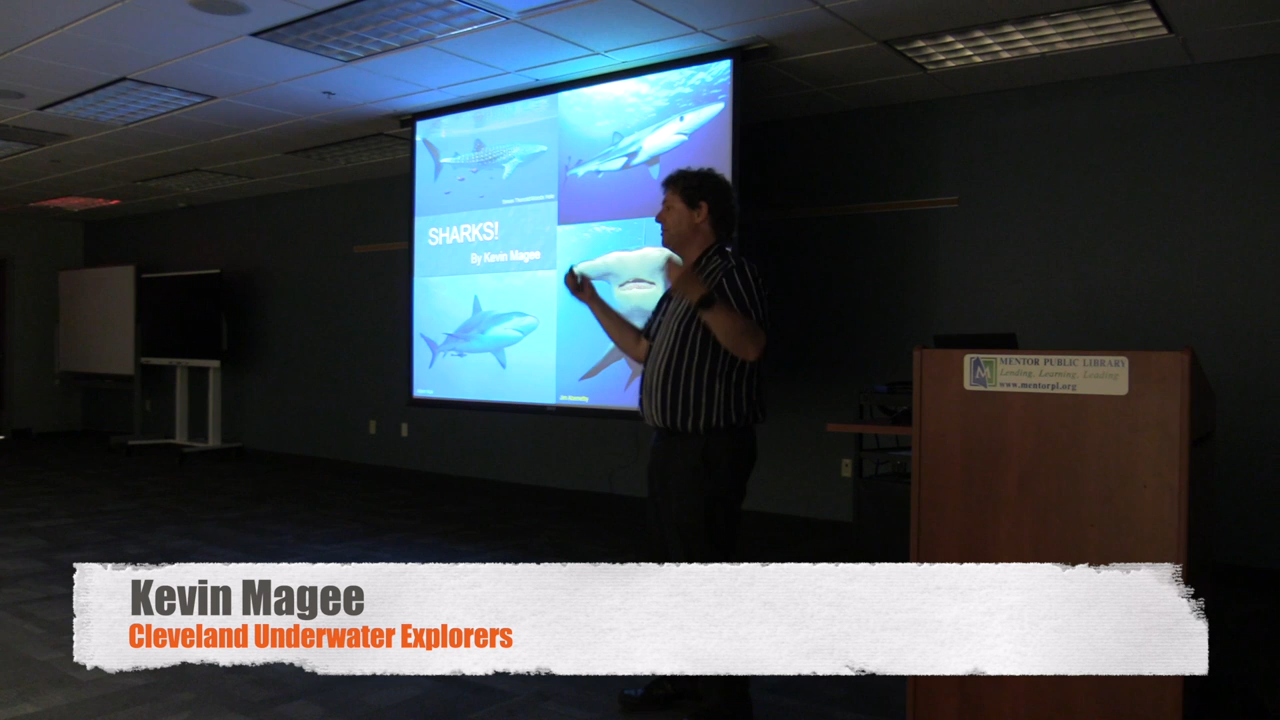 SHARKS!
By Kevin Magee
MENTOR PUBLIC LIBRARY
Lending, Learning, Leading
www.mentorpl.org
M
Kevin Magee
Cleveland Underwater Explorers